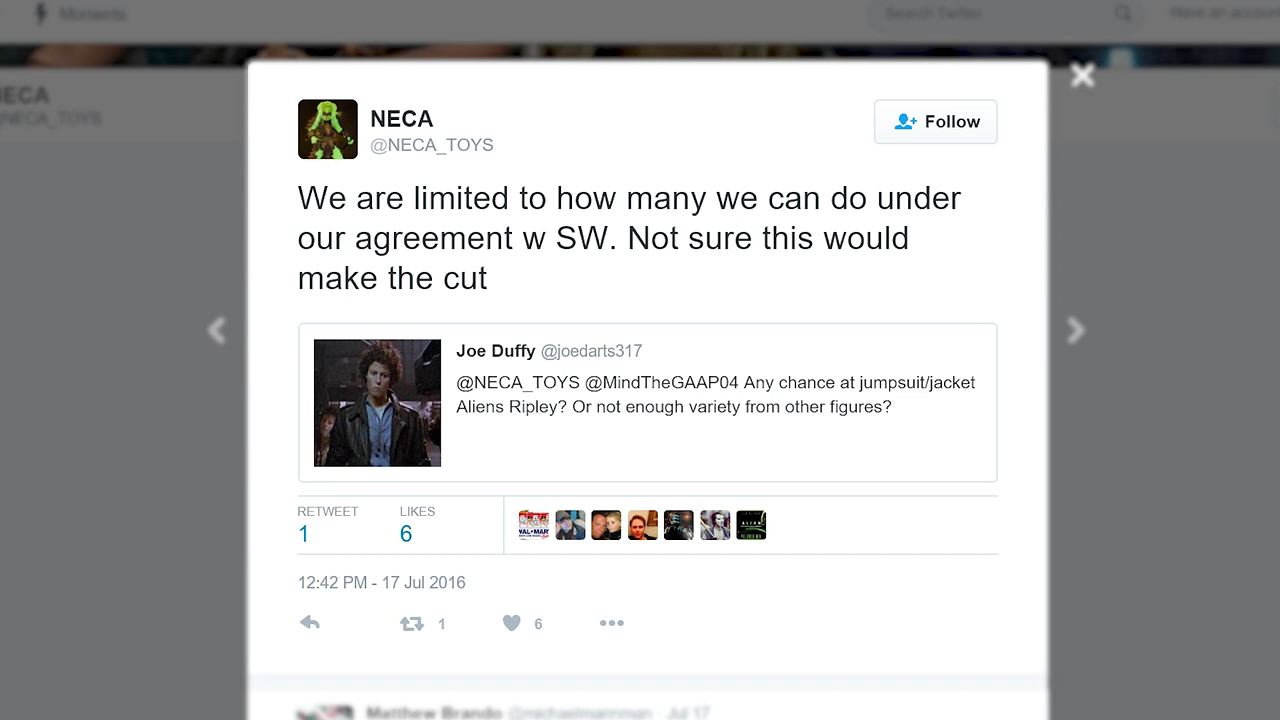 Moments
Search Twitter
Have an account
NECA
@NECA_TOYS
NECA
@NECA_TOYS
Follow
We are limited to how many we can do under
our agreement w SW. Not sure this would
make the cut
Joe Duffy @joedarts317
@NECA_TOYS @MindTheGAAP04 Any chance at jumpsuit/jacket
Aliens Ripley? Or not enough variety from other figures?
RETWEET LIKES
1 6
12:42 PM - 17 Jul 2016
1 6
Matthew Brando · Jul 17